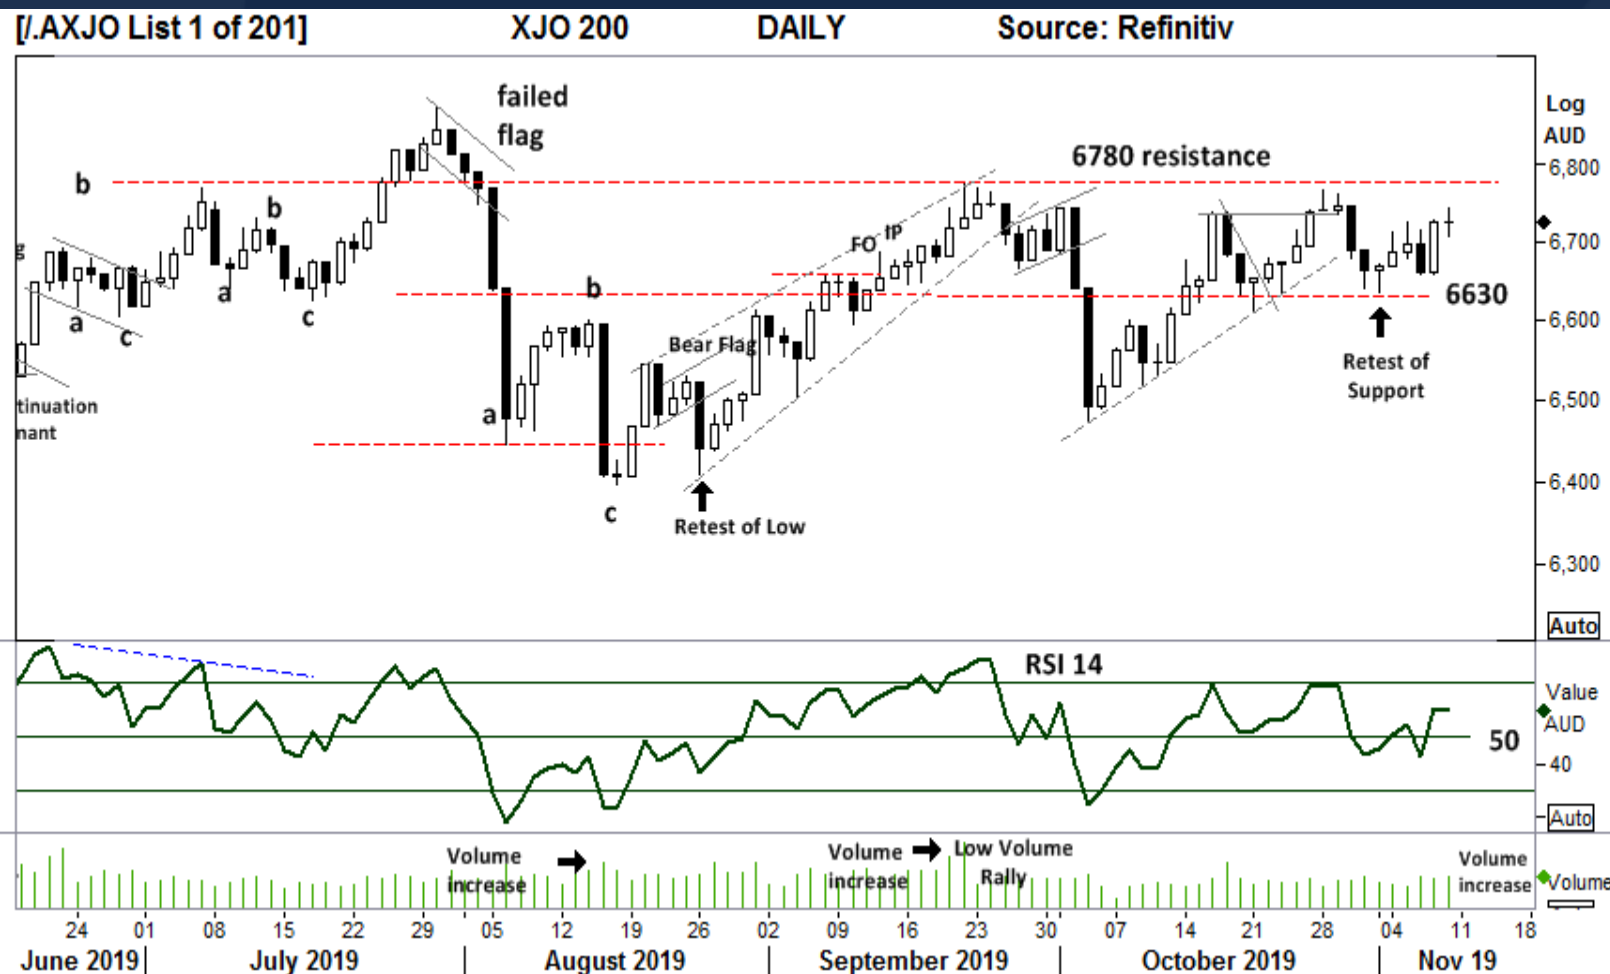 [/.AXJO List 1 of 201] XJO 200 DAILY Source: Refinitiv
failed
flag
Log
AUD
6780 resistance
6,800
b
b
6,700
FO IP
g
a
b
6630
c
a
c
6,600
Bear Flag
Retest of
Support
tinuation
nant
a
6,500
6,400
c
Retest of Low
6,300
Auto
RSI 14
Value
AUD
50
40
Auto
Volume
increase
Volume
increase
Low Volume
Rally
Volume
increase
Volume
24 01 08 15 22 29 05 12 19 26 02 09 16 23 30 07 14 21 28 04 11 18
June 2019 July 2019 August 2019 September 2019 October 2019 Nov 19